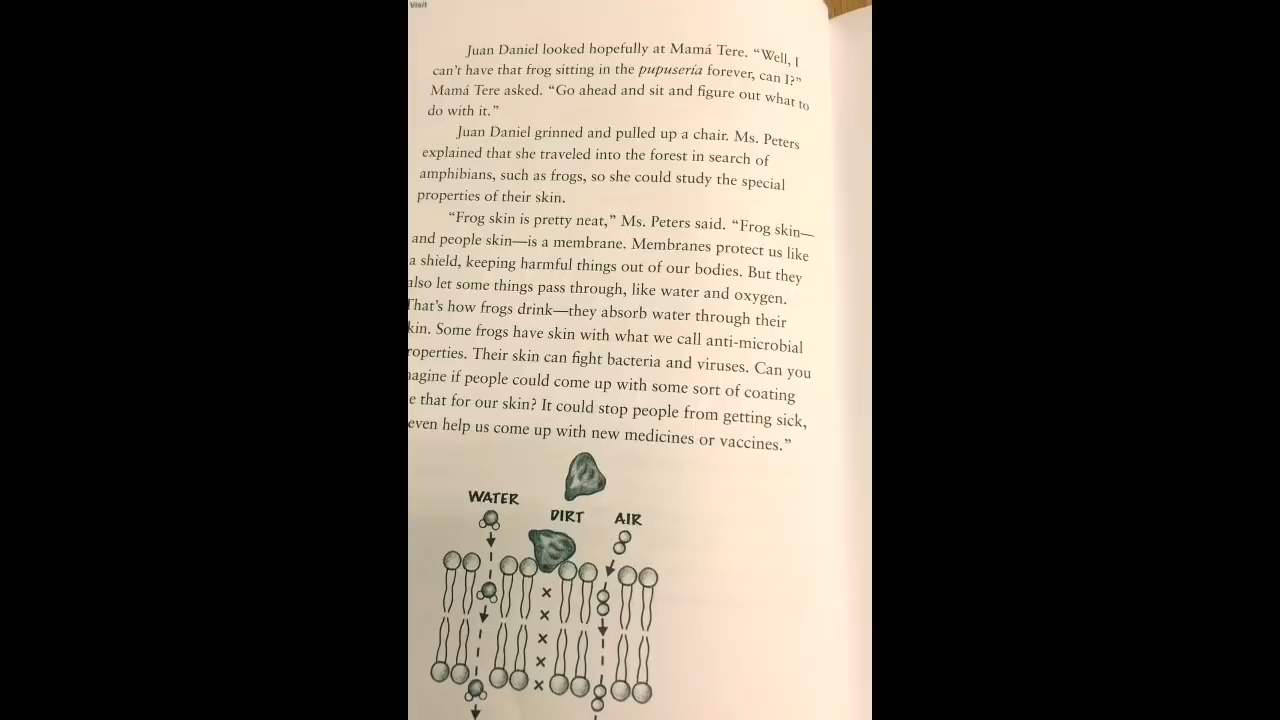 Visit
Juan Daniel looked hopefully at Mamá Tere. “Well, I
can’t have that frog sitting in the pupusería forever, can I?”
Mamá Tere asked. “Go ahead and sit and figure out what to
do with it.”
Juan Daniel grinned and pulled up a chair. Ms. Peters
explained that she traveled into the forest in search of
amphibians, such as frogs, so she could study the special
properties of their skin.
“Frog skin is pretty neat,” Ms. Peters said. “Frog skin—
and people skin—is a membrane. Membranes protect us like
a shield, keeping harmful things out of our bodies. But they
also let some things pass through, like water and oxygen.
That’s how frogs drink—they absorb water through their
kin. Some frogs have skin with what we call anti-microbial
roperties. Their skin can fight bacteria and viruses. Can you
agine if people could come up with some sort of coating
e that for our skin? It could stop people from getting sick,
even help us come up with new medicines or vaccines.”
WATER
DIRT
AIR